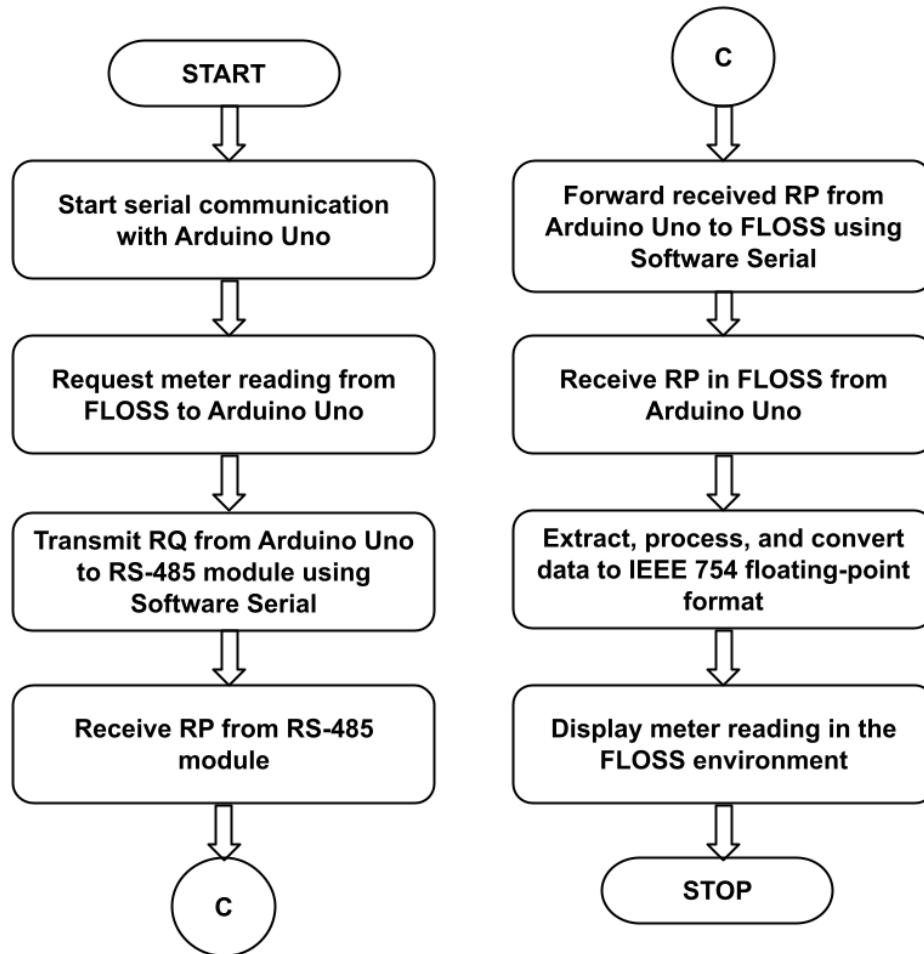 START
Start serial communication
with Arduino Uno
Request meter reading from
FLOSS to Arduino Uno
Transmit RQ from Arduino Uno
to RS-485 module using
Software Serial
Receive RP from RS-485
module
C
C
Forward received RP from
Arduino Uno to FLOSS using
Software Serial
Receive RP in FLOSS from
Arduino Uno
Extract, process, and convert
data to IEEE 754 floating-point
format
Display meter reading in the
FLOSS environment
STOP